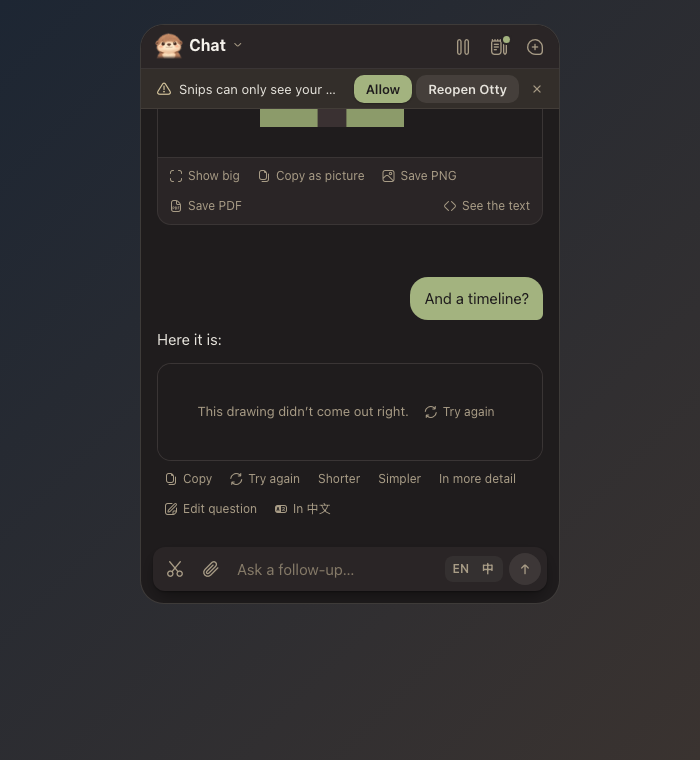 Chat
Snips can only see your ...
Allow
Reopen Otty
Show big
Copy as picture
Save PNG
Save PDF
See the text
And a timeline?
Here it is:
This drawing didn’t come out right.
Try again
Copy
Try again
Shorter
Simpler
In more detail
Edit question
In 中文
Ask a follow-up...
EN 中